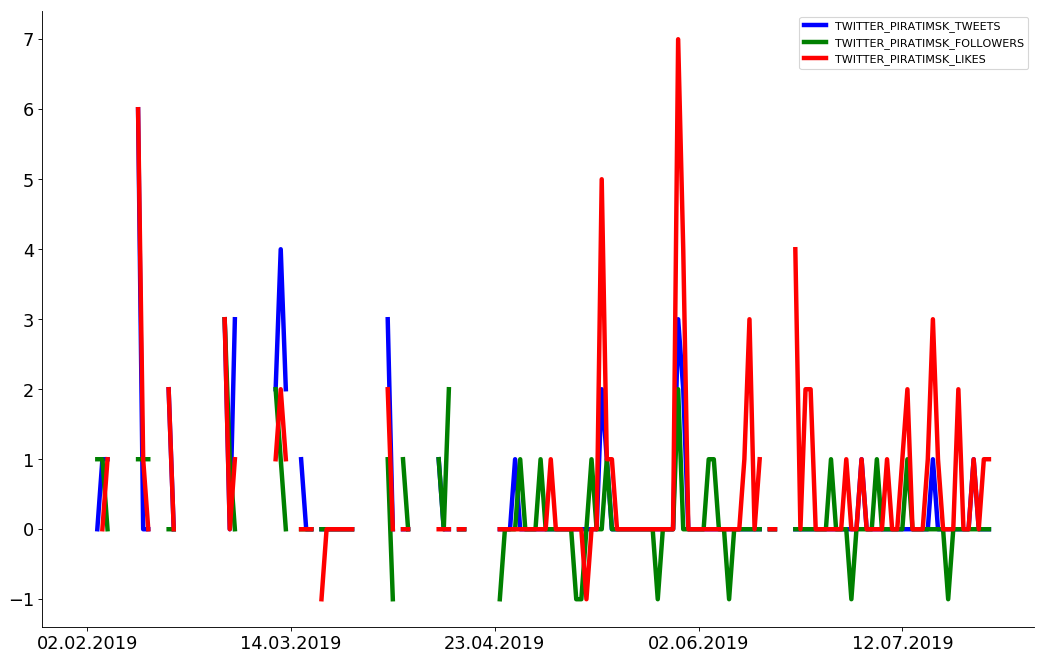 TWITTER_PIRATIMSK_TWEETS
TWITTER_PIRATIMSK_FOLLOWERS
TWITTER_PIRATIMSK_LIKES
7
6
5
4
3
2
1
0
−1
02.02.2019 14.03.2019 23.04.2019 02.06.2019 12.07.2019